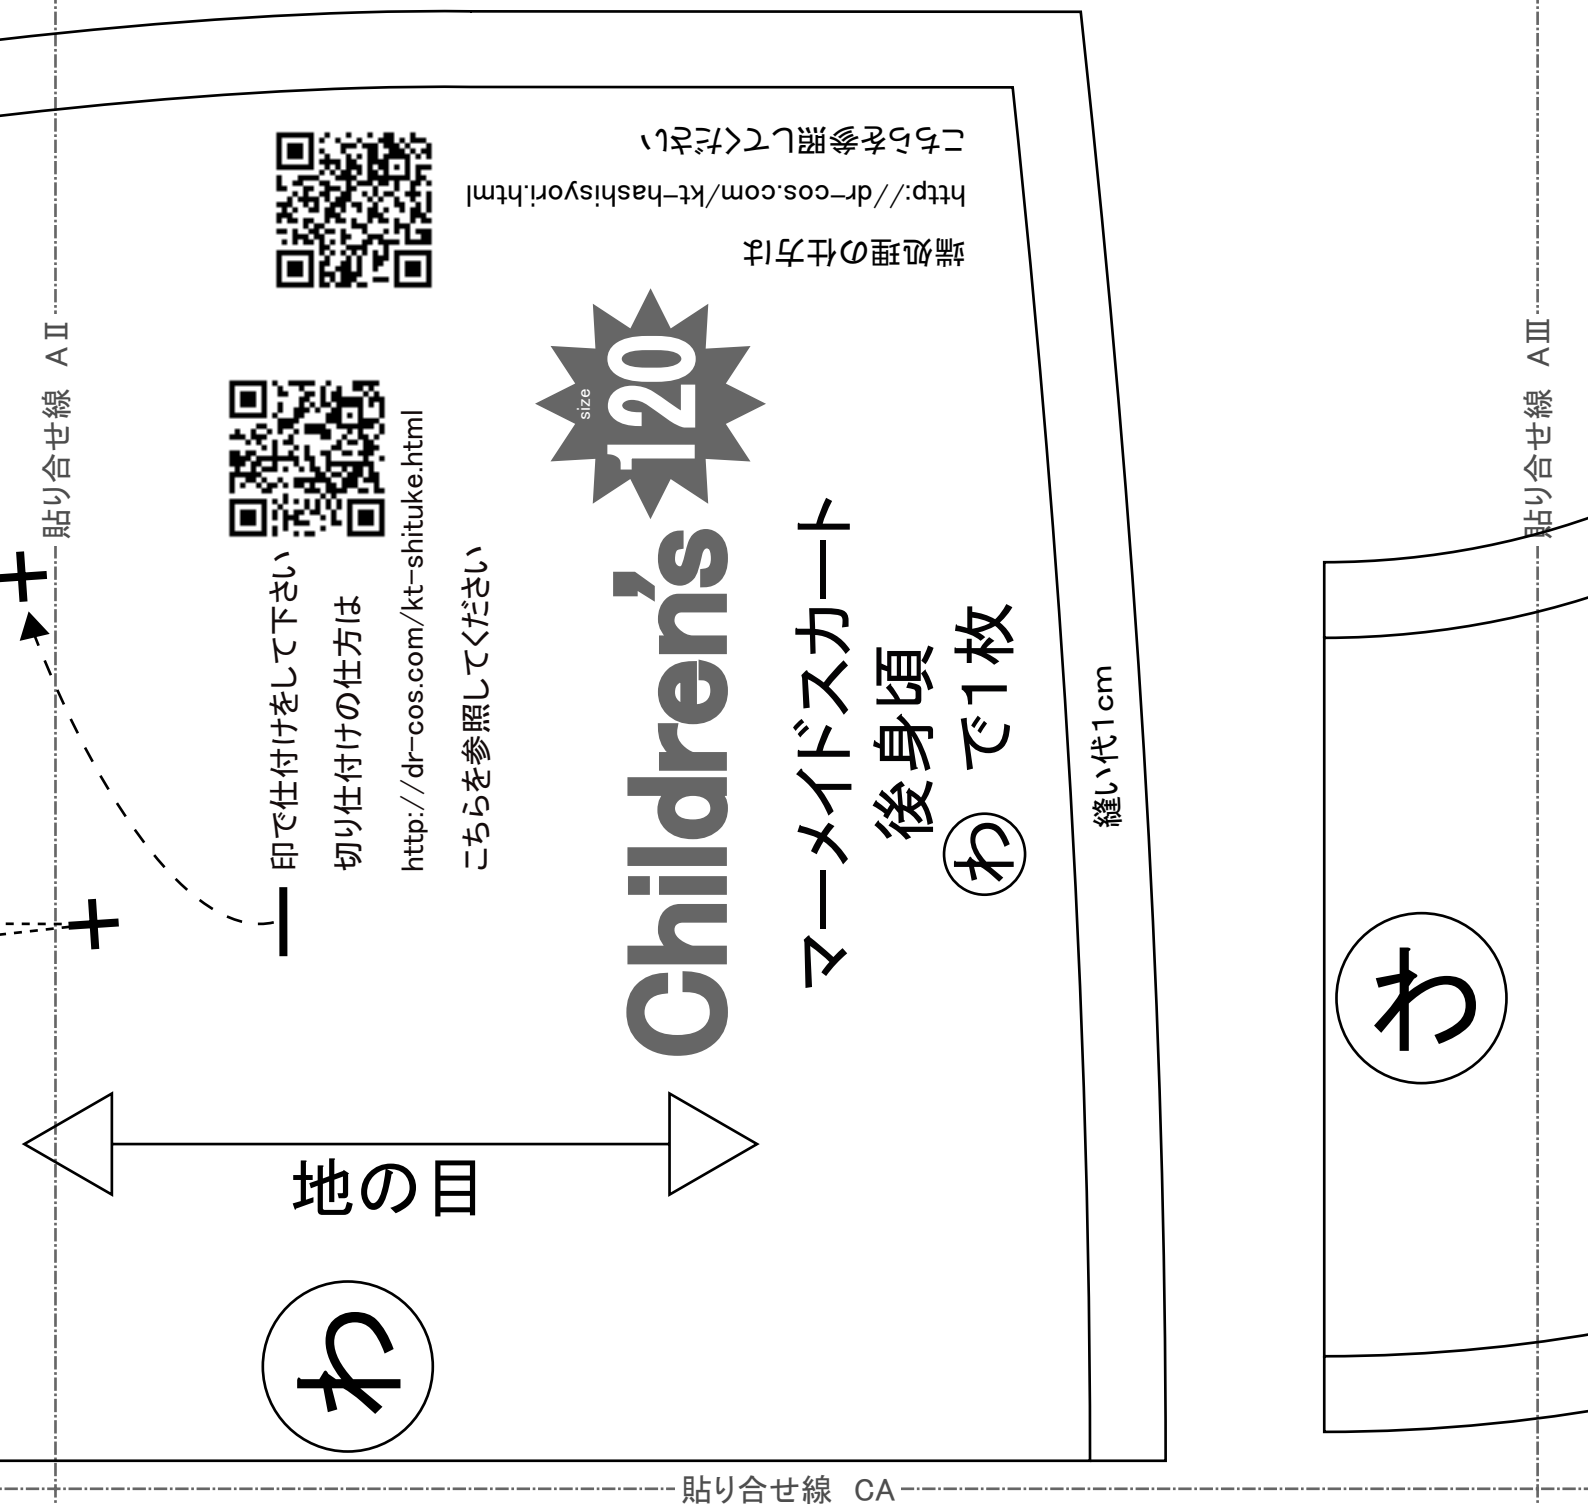 こちらを参照してください
http://dr-cos.com/kt-hashisyori.html
端処理の仕方は
貼り合せ線 AⅡ
貼り合せ線 AⅢ
size
120
Children's
印で仕付けをして下さい
切り仕付けの仕方は
http://dr-cos.com/kt-shituke.html
こちらを参照してください
マーメイドスカート
後身頃
わ で1枚
縫い代1cm
わ
地の目
わ
貼り合せ線 CA